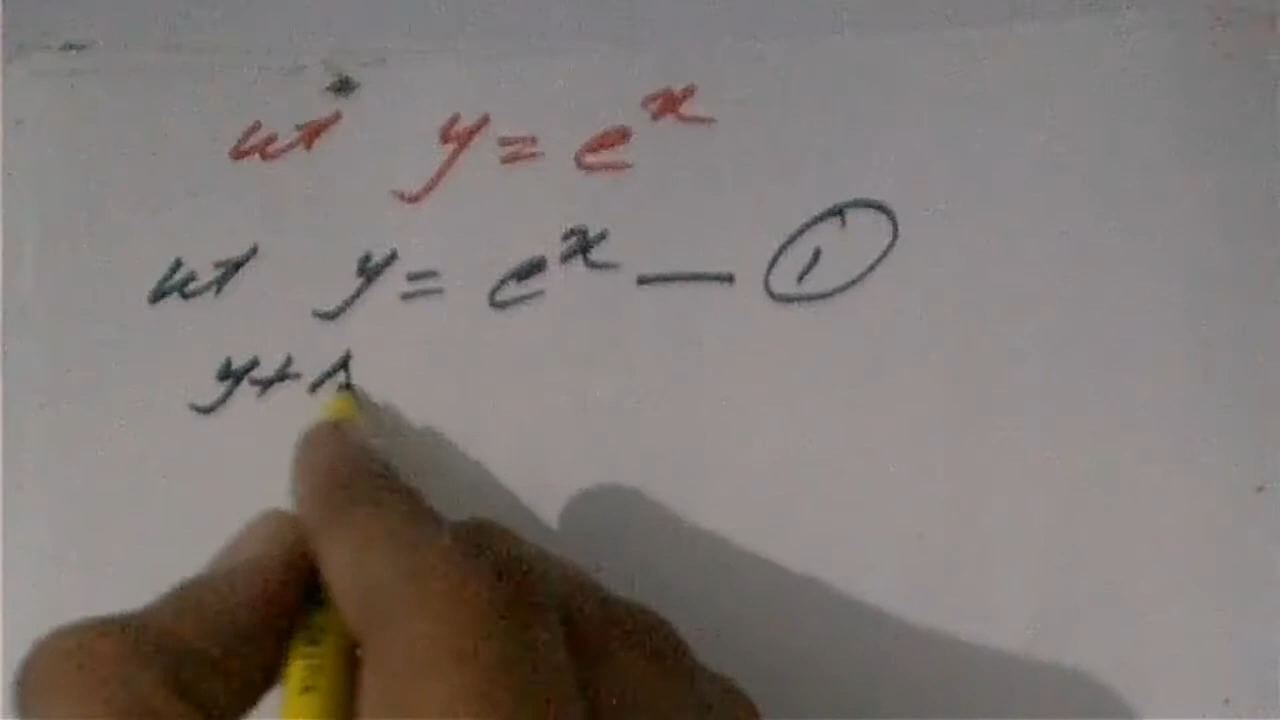 let y = e^x
let y = e^x — ①
y +